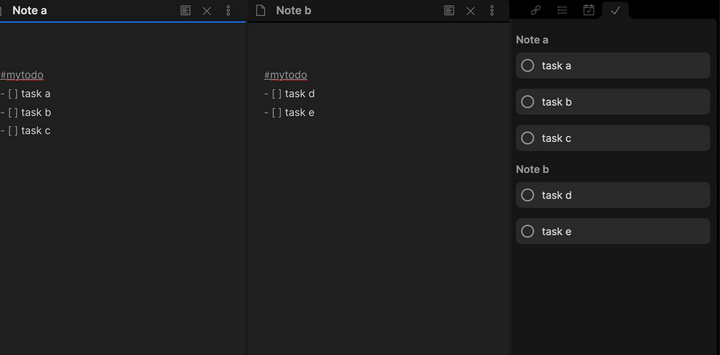 Note a
#mytodo
- [ ] task a
- [ ] task b
- [ ] task c
Note b
#mytodo
- [ ] task d
- [ ] task e
Note a
task a
task b
task c
Note b
task d
task e